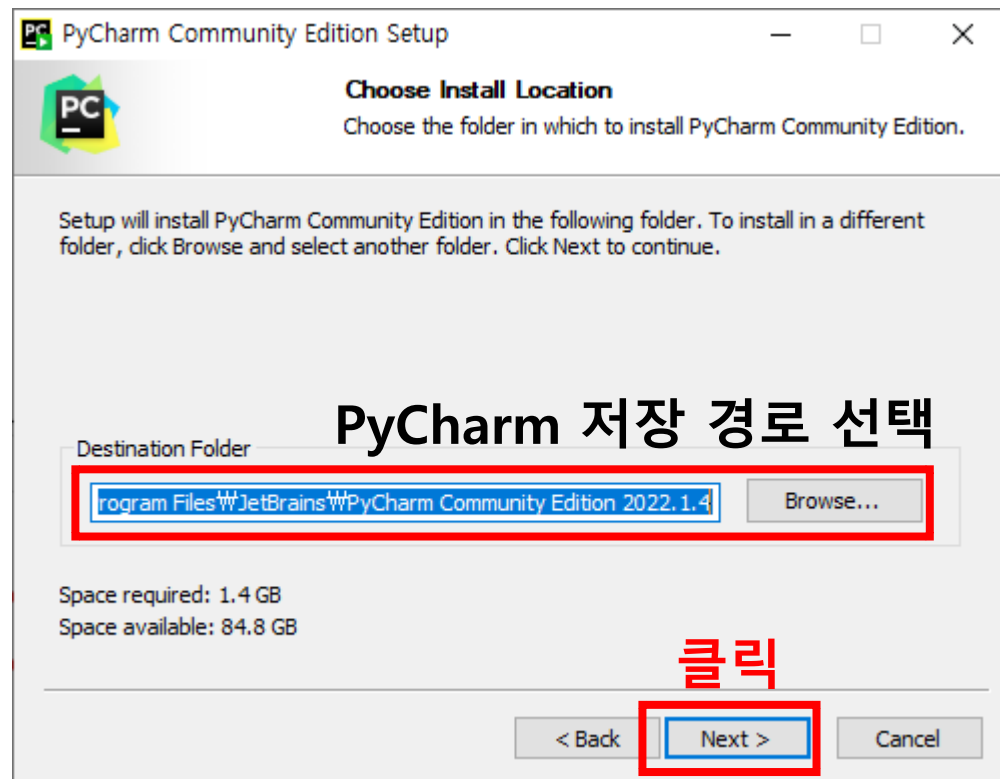 PyCharm Community Edition Setup
PC
Choose Install Location
Choose the folder in which to install PyCharm Community Edition.
Setup will install PyCharm Community Edition in the following folder. To install in a different
folder, click Browse and select another folder. Click Next to continue.
PyCharm 저장 경로 선택
Destination Folder
rogram Files₩JetBrains₩PyCharm Community Edition 2022.1.4
Browse...
Space required: 1.4 GB
Space available: 84.8 GB
클릭
< Back Next > Cancel